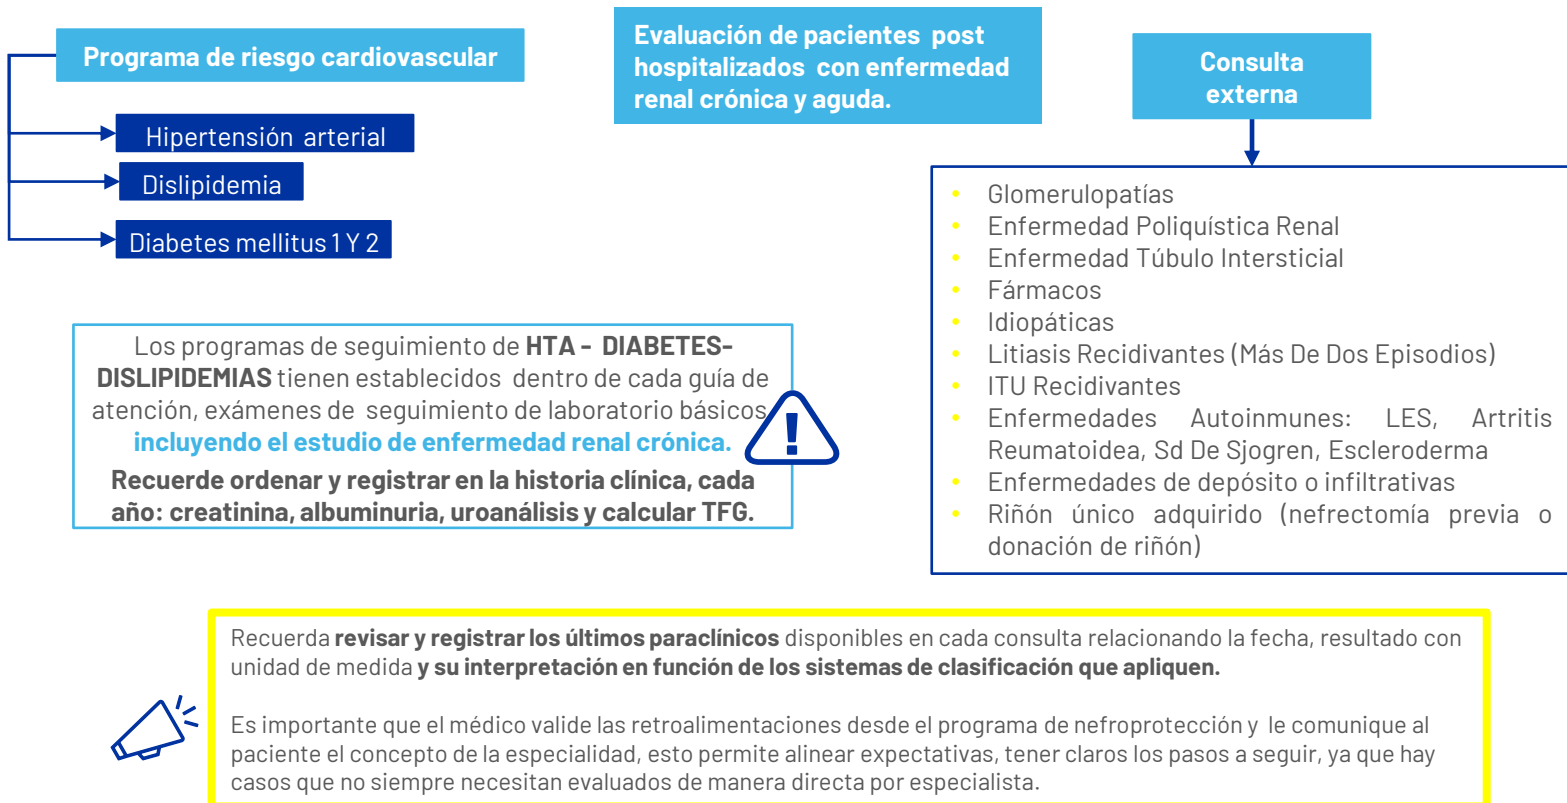 Programa de riesgo cardiovascular
Hipertensión arterial
Dislipidemia
Diabetes mellitus 1 Y 2
Evaluación de pacientes post
hospitalizados con enfermedad
renal crónica y aguda.
Consulta
externa
Glomerulopatías
Enfermedad Poliquística Renal
Enfermedad Túbulo Intersticial
Fármacos
Idiopáticas
Litiasis Recidivantes (Más De Dos Episodios)
ITU Recidivantes
Enfermedades Autoinmunes: LES, Artritis
Reumatoidea, Sd De Sjogren, Escleroderma
Enfermedades de depósito o infiltrativas
Riñón único adquirido (nefrectomía previa o
donación de riñón)
Los programas de seguimiento de HTA - DIABETES-
DISLIPIDEMIAS tienen establecidos dentro de cada guía de
atención, exámenes de seguimiento de laboratorio básicos
incluyendo el estudio de enfermedad renal crónica.
Recuerde ordenar y registrar en la historia clínica, cada
año: creatinina, albuminuria, uroanálisis y calcular TFG.
!
Recuerda revisar y registrar los últimos paraclínicos disponibles en cada consulta relacionando la fecha, resultado con
unidad de medida y su interpretación en función de los sistemas de clasificación que apliquen.
Es importante que el médico valide las retroalimentaciones desde el programa de nefroprotección y le comunique al
paciente el concepto de la especialidad, esto permite alinear expectativas, tener claros los pasos a seguir, ya que hay
casos que no siempre necesitan evaluados de manera directa por especialista.